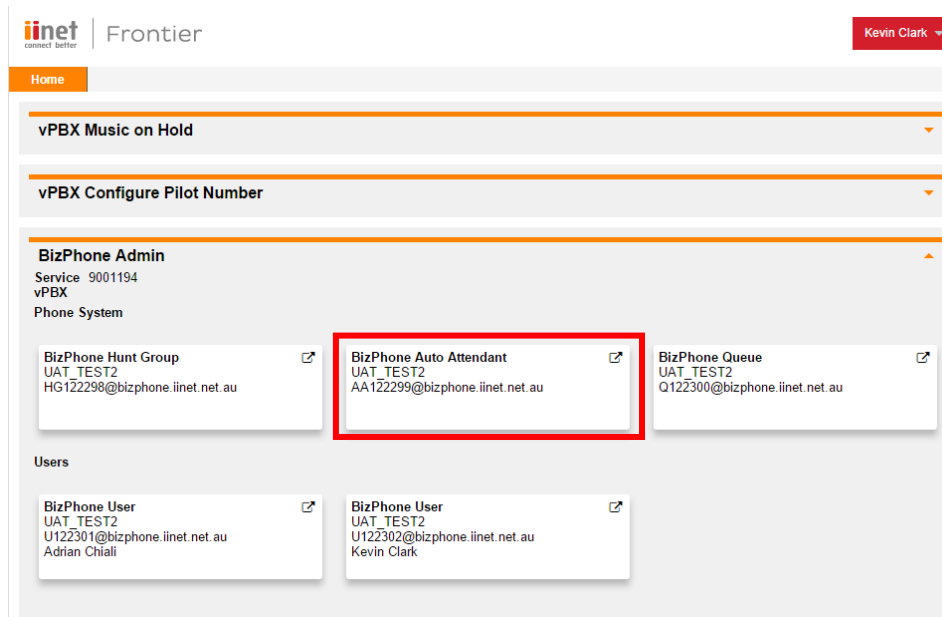 iinet
connect better
Frontier
Kevin Clark
Home
vPBX Music on Hold
vPBX Configure Pilot Number
BizPhone Admin
Service 9001194
vPBX
Phone System
BizPhone Hunt Group
UAT_TEST2
HG122298@bizphone.iinet.net.au
BizPhone Auto Attendant
UAT_TEST2
AA122299@bizphone.iinet.net.au
BizPhone Queue
UAT_TEST2
Q122300@bizphone.iinet.net.au
Users
BizPhone User
UAT_TEST2
U122301@bizphone.iinet.net.au
Adrian Chiali
BizPhone User
UAT_TEST2
U122302@bizphone.iinet.net.au
Kevin Clark